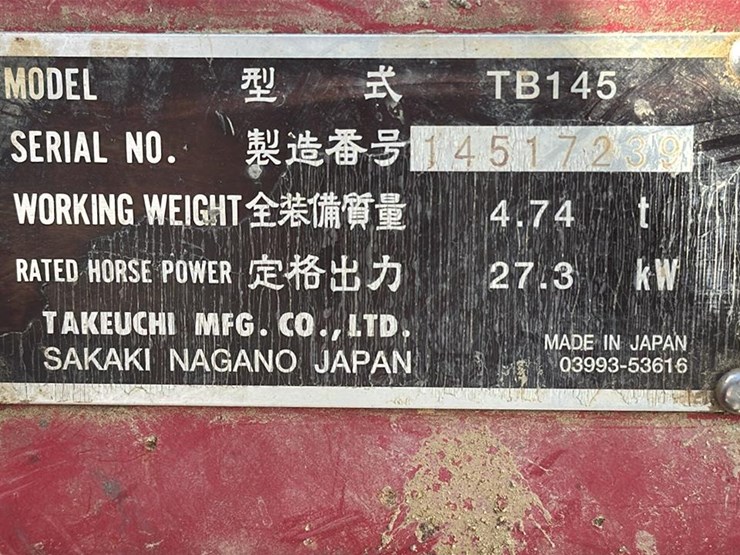 MODEL 型式 TB145
SERIAL NO. 製造番号 14517239
WORKING WEIGHT 全装備質量 4.74 t
RATED HORSE POWER 定格出力 27.3 kW
TAKEUCHI MFG. CO., LTD.
SAKAKI NAGANO JAPAN
MADE IN JAPAN
03993-53616